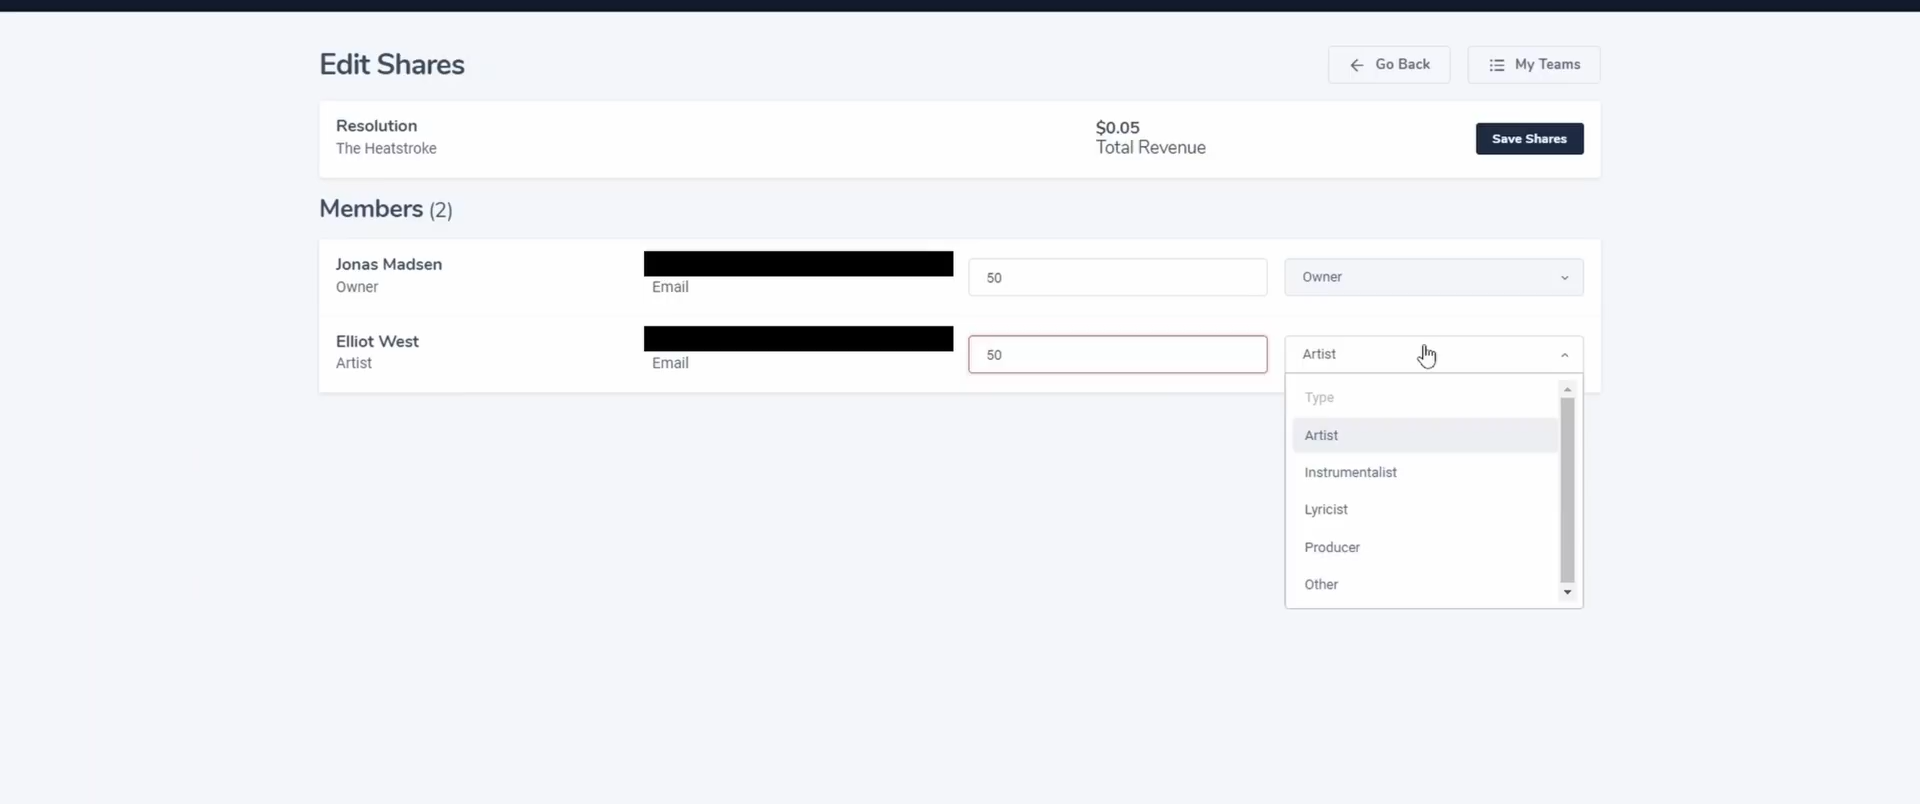 Edit Shares
Go Back
My Teams
Resolution
The Heatstroke
$0.05
Total Revenue
Save Shares
Members (2)
Jonas Madsen
Owner
Email
50
Owner
Elliot West
Artist
Email
50
Artist
Type
Artist
Instrumentalist
Lyricist
Producer
Other